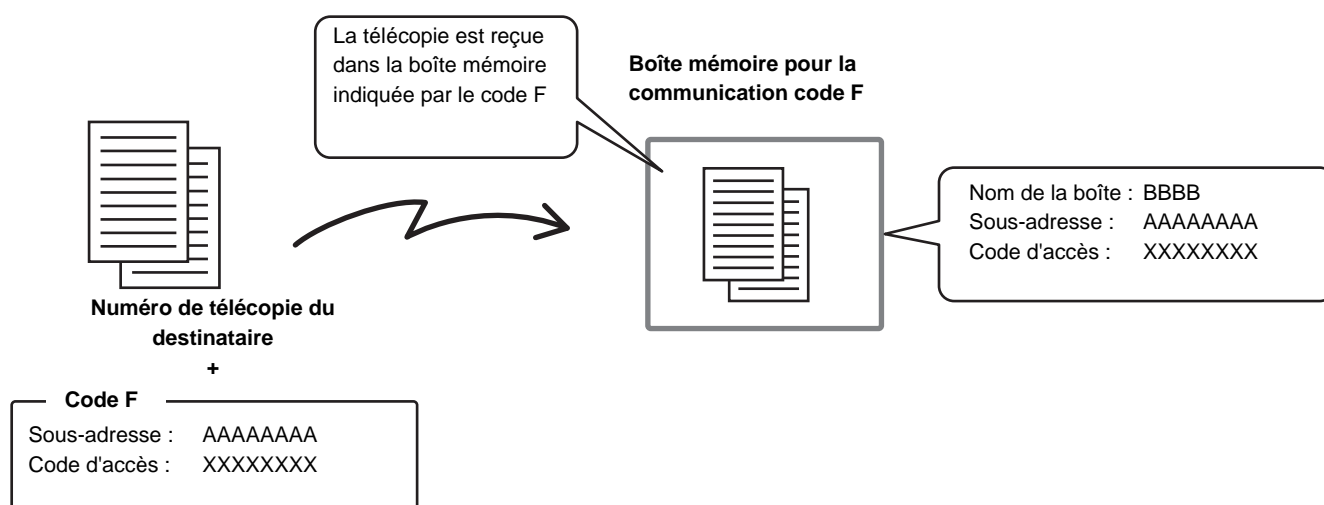 La télécopie est reçue
dans la boîte mémoire
indiquée par le code F
Boîte mémoire pour la
communication code F
Nom de la boîte : BBBB
Sous-adresse : AAAAAAAA
Code d'accès : XXXXXXXX
Numéro de télécopie du
destinataire
+
Code F
Sous-adresse : AAAAAAAA
Code d'accès : XXXXXXXX